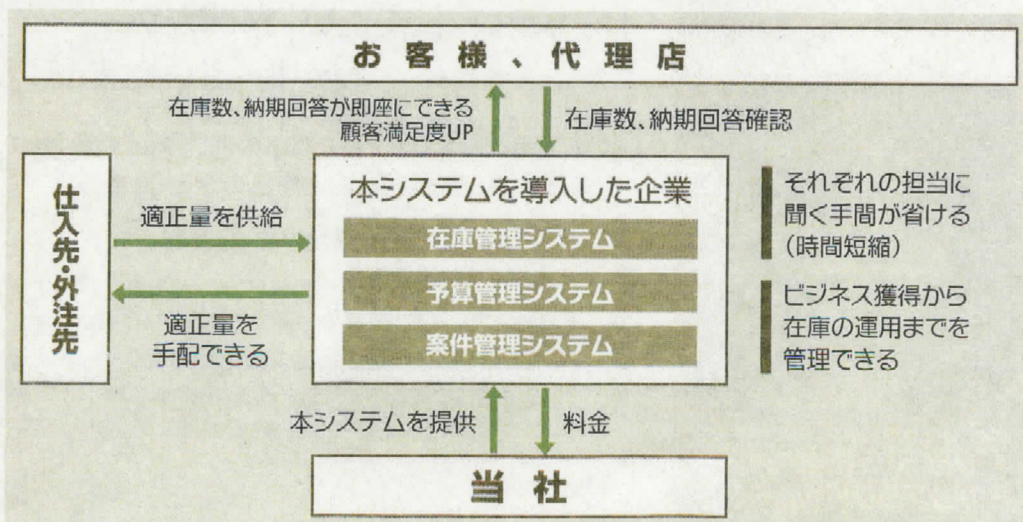 お客様、代理店
在庫数、納期回答が即座にできる
顧客満足度UP
在庫数、納期回答確認
仕入先・外注先
適正量を供給
適正量を
手配できる
本システムを導入した企業
在庫管理システム
予算管理システム
案件管理システム
それぞれの担当に
聞く手間が省ける
(時間短縮)
ビジネス獲得から
在庫の運用までを
管理できる
本システムを提供
料金
当社